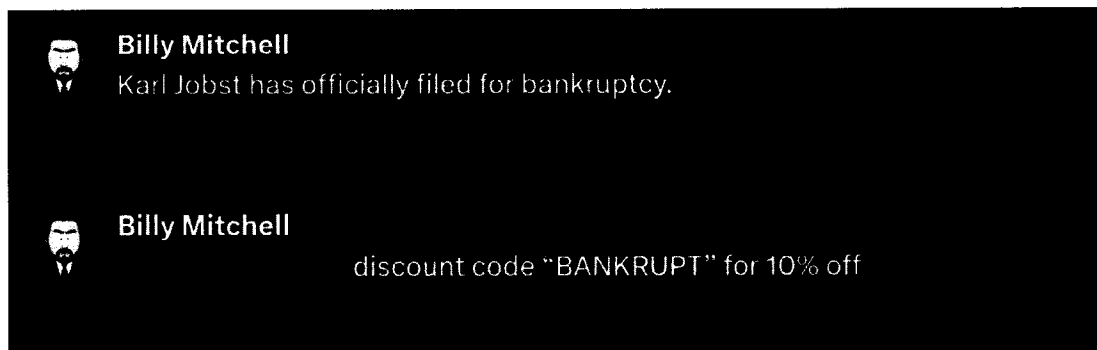 Billy Mitchell
Karl Jobst has officially filed for bankruptcy.
Billy Mitchell
discount code “BANKRUPT” for 10% off